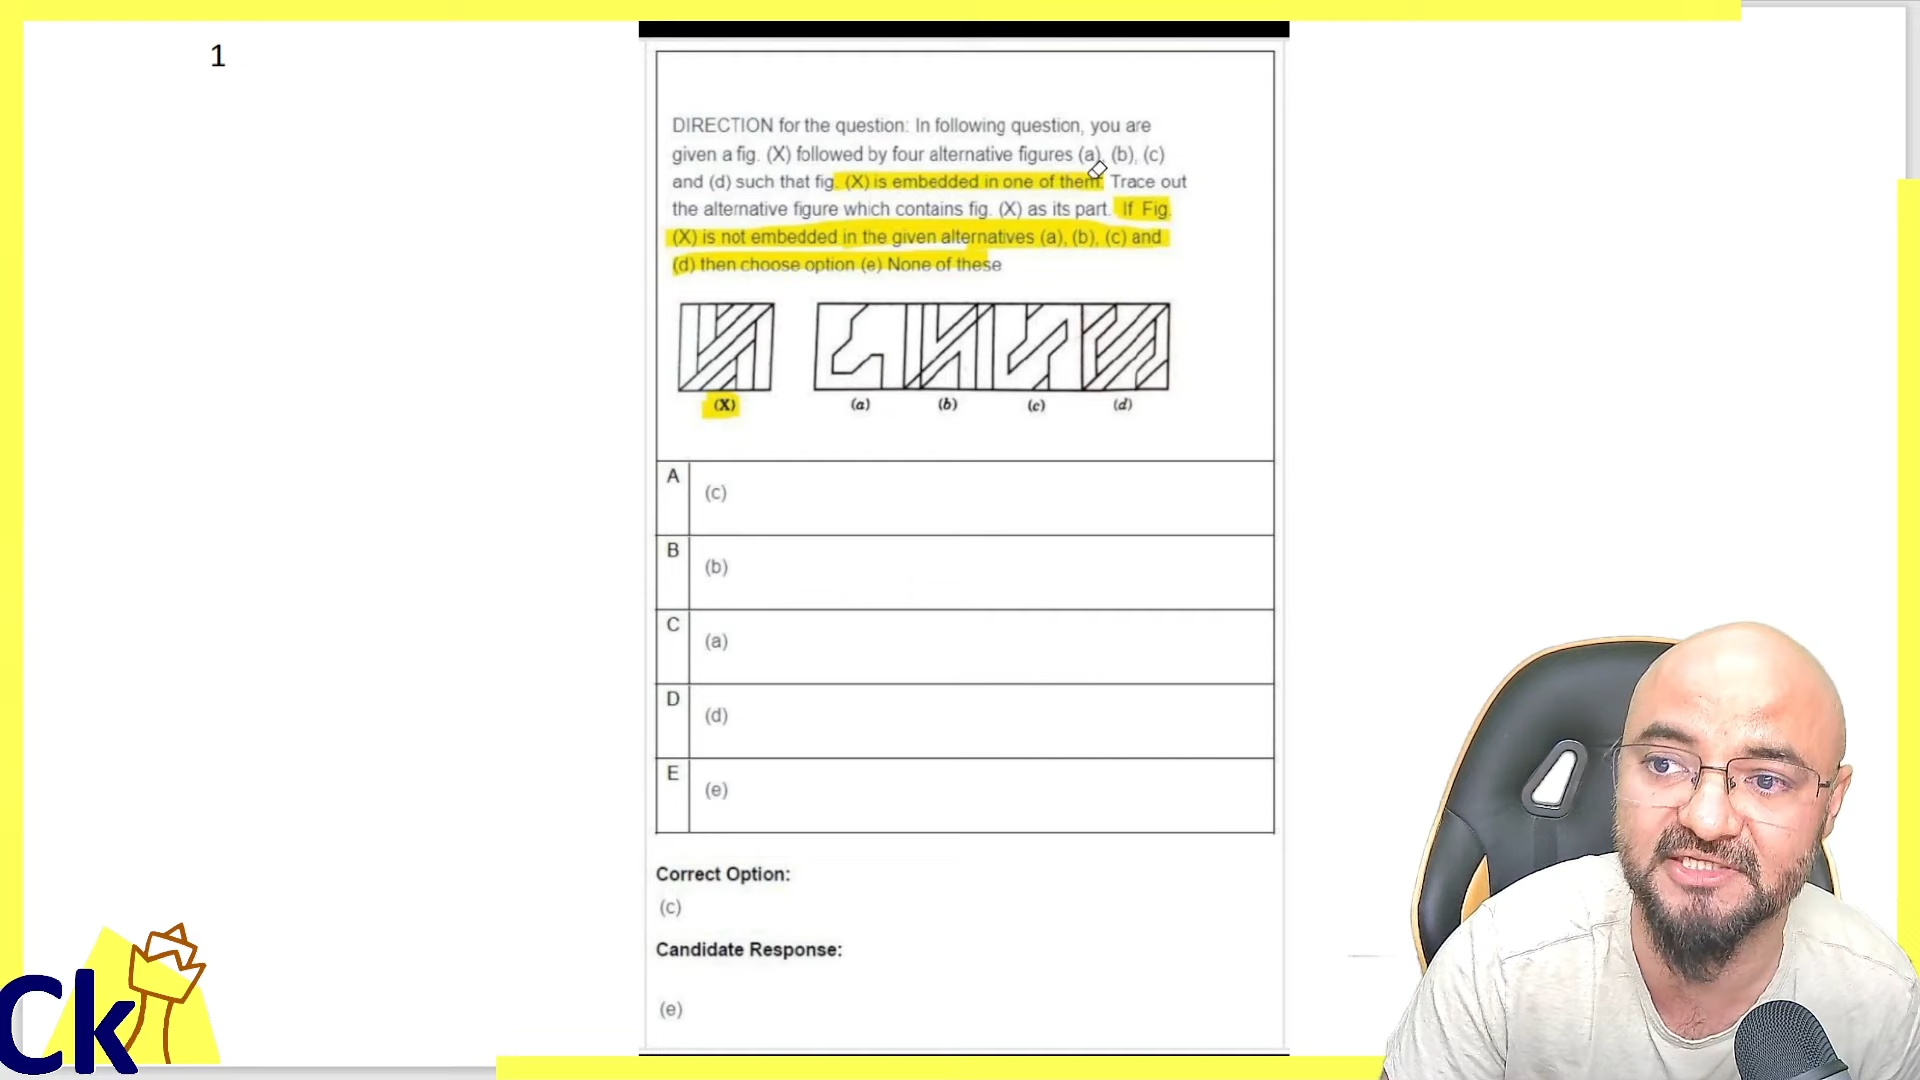 1
DIRECTION for the question: In following question, you are
given a fig. (X) followed by four alternative figures (a), (b), (c)
and (d) such that fig. (X) is embedded in one of them. Trace out
the alternative figure which contains fig. (X) as its part. If Fig.
(X) is not embedded in the given alternatives (a), (b), (c) and
(d) then choose option (e) None of these
(X) (a) (b) (c) (d)
A (c)
B (b)
C (a)
D (d)
E (e)
Correct Option:
(c)
Candidate Response:
(e)
Ck